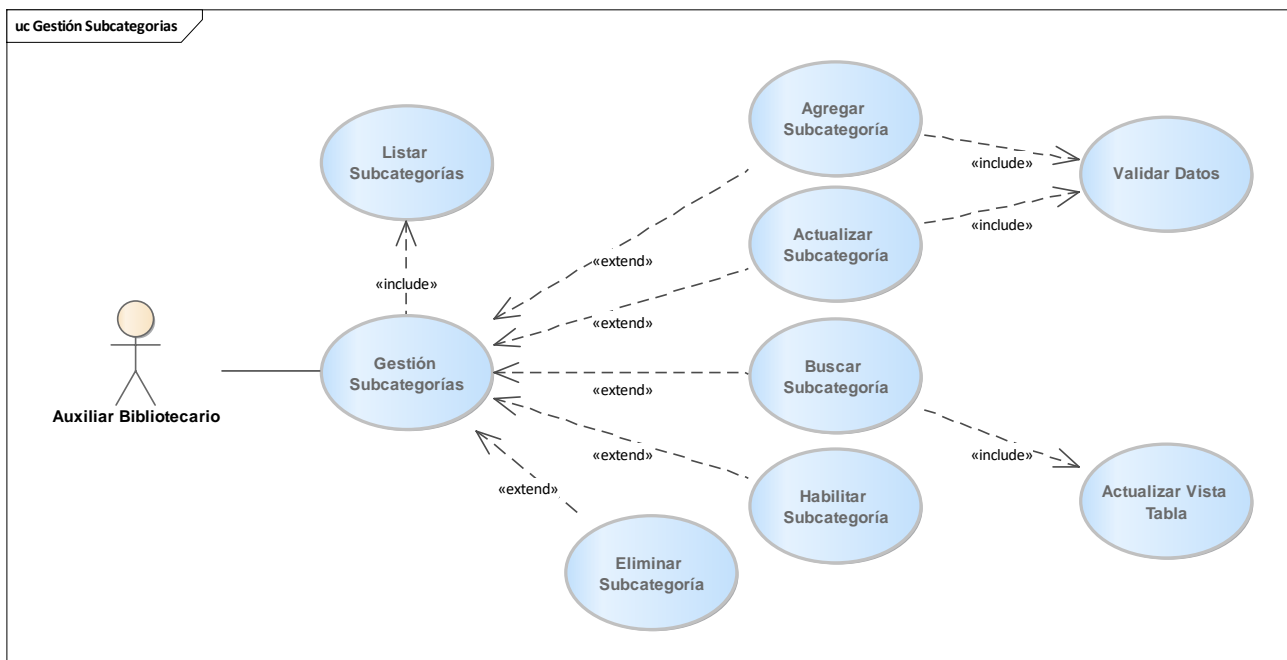 uc Gestión Subcategorias
Agregar
Subcategoría
Listar
Subcategorías
«include»
Validar Datos
Actualizar
Subcategoría
«include»
«extend»
«include»
«extend»
Gestión
Subcategorías
Buscar
Subcategoría
«extend»
Auxiliar Bibliotecario
«extend»
«include»
«extend»
Habilitar
Subcategoría
Actualizar Vista
Tabla
Eliminar
Subcategoría